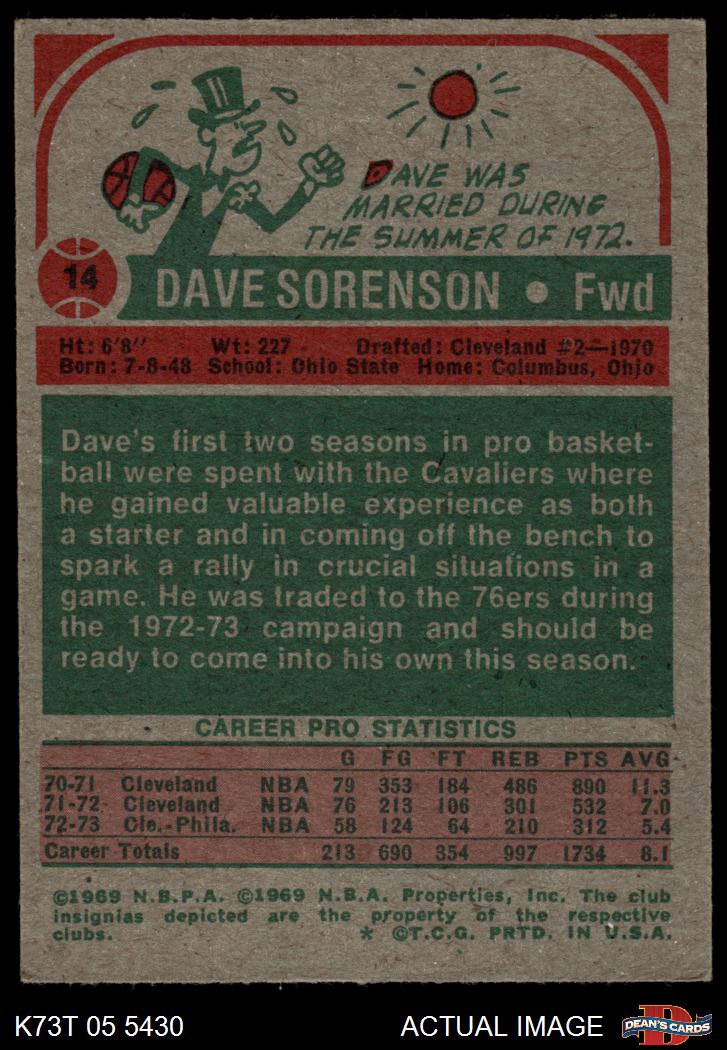 DAVE WAS
MARRIED DURING
THE SUMMER OF 1972.
14
DAVE SORENSON • Fwd
Ht: 6'8" Wt: 227 Drafted: Cleveland #2—1970
Born: 7-8-48 School: Ohio State Home: Columbus, Ohio
Dave's first two seasons in pro basket-
ball were spent with the Cavaliers where
he gained valuable experience as both
a starter and in coming off the bench to
spark a rally in crucial situations in a
game. He was traded to the 76ers during
the 1972-73 campaign and should be
ready to come into his own this season.
CAREER PRO STATISTICS
G FG FT REB PTS AVG
70-71 Cleveland NBA 79 353 184 486 890 11.3
71-72 Cleveland NBA 76 213 106 301 532 7.0
72-73 Cle.-Phila. NBA 58 124 64 210 312 5.4
Career Totals 213 690 354 997 1734 8.1
©1969 N.B.P.A. ©1969 N.B.A. Properties, Inc. The club
insignias depicted are the property of the respective
clubs. * ©T.C.G. PRTD. IN U.S.A.
K73T 05 5430 ACTUAL IMAGE
D
DEAN'S CARDS